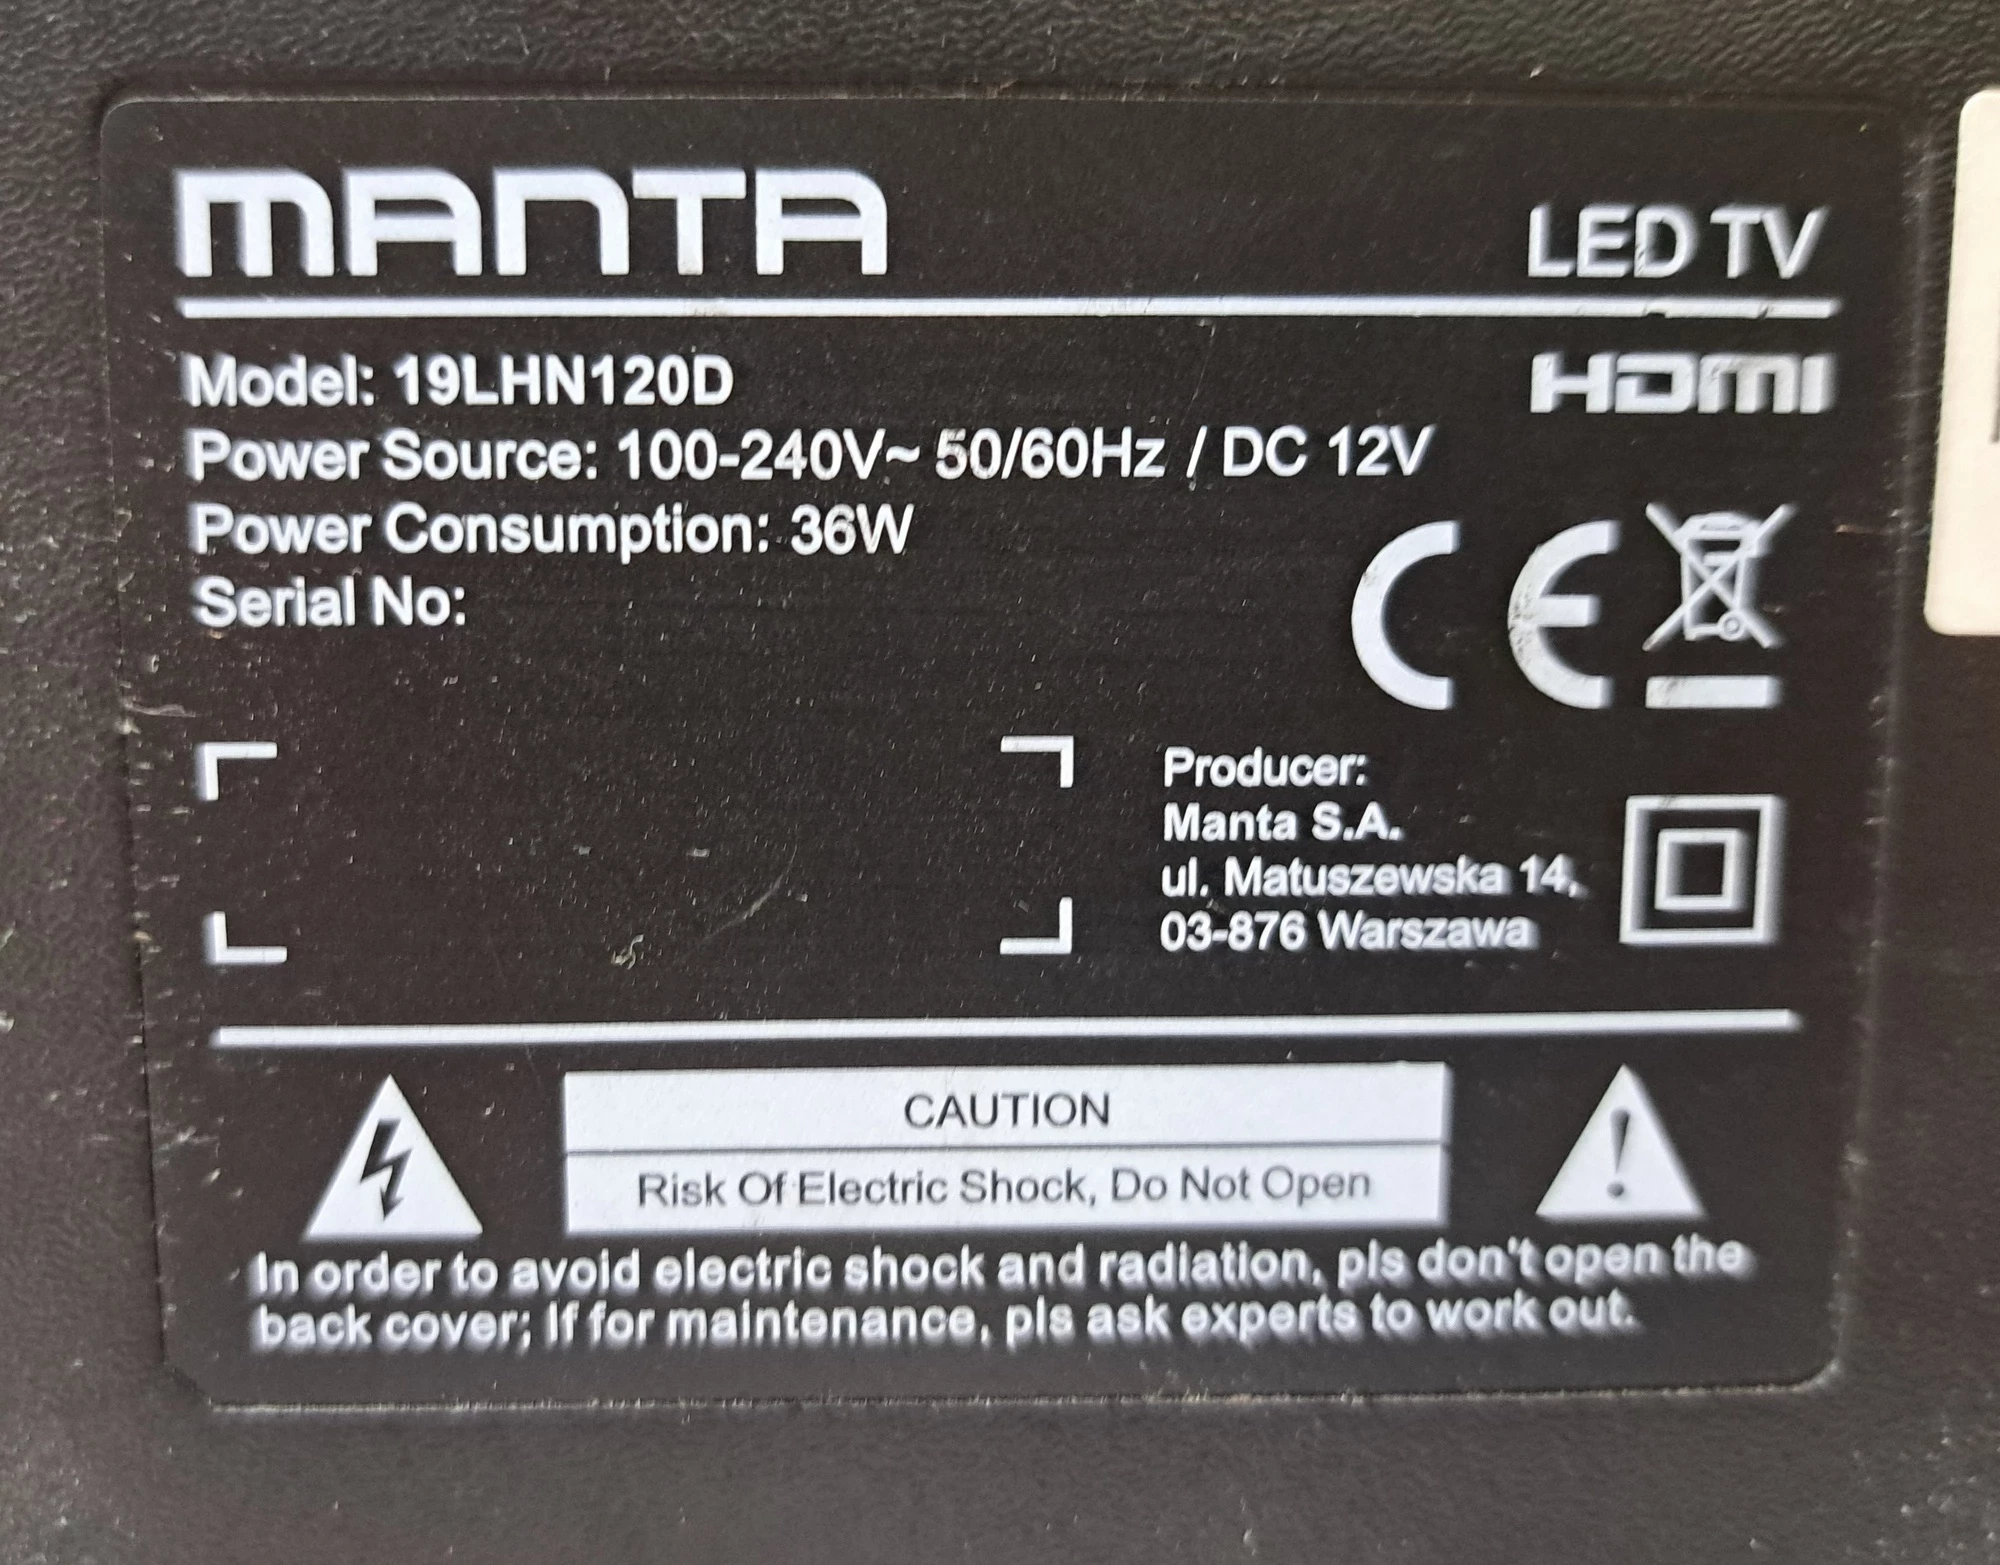 MANTA
LED TV
Model: 19LHN120D
HDMI
Power Source: 100-240V~ 50/60Hz / DC 12V
Power Consumption: 36W
Serial No:
CE
Producer:
Manta S.A.
ul. Matuszewska 14,
03-876 Warszawa
CAUTION
Risk Of Electric Shock, Do Not Open
In order to avoid electric shock and radiation, pls don't open the
back cover; If for maintenance, pls ask experts to work out.